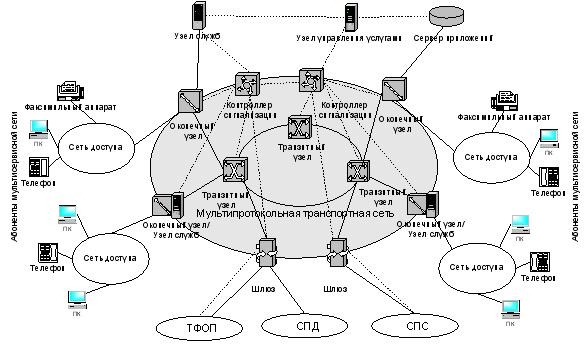 Узел служб
Узел управления услугами
Сервер приложений
Факсимильный аппарат
Контроллер
сигнализации
Контроллер
сигнализации
Факсимильный аппарат
Оконечный
узел
Оконечный
узел
ПК
Сеть доступа
Транзитный
узел
Сеть доступа
ПК
Телефон
Телефон
Абоненты мультисервисной сети
Абоненты мультисервисной сети
Транзитный
узел
Транзитный
узел
ПК
Мультипротокольная транспортная сеть
ПК
Оконечный узел/
Узел служб
Оконечный узел/
Узел служб
Телефон
Сеть доступа
Сеть доступа
Телефон
Шлюз
Шлюз
ПК
ПК
ТФОП
СПД
СПС